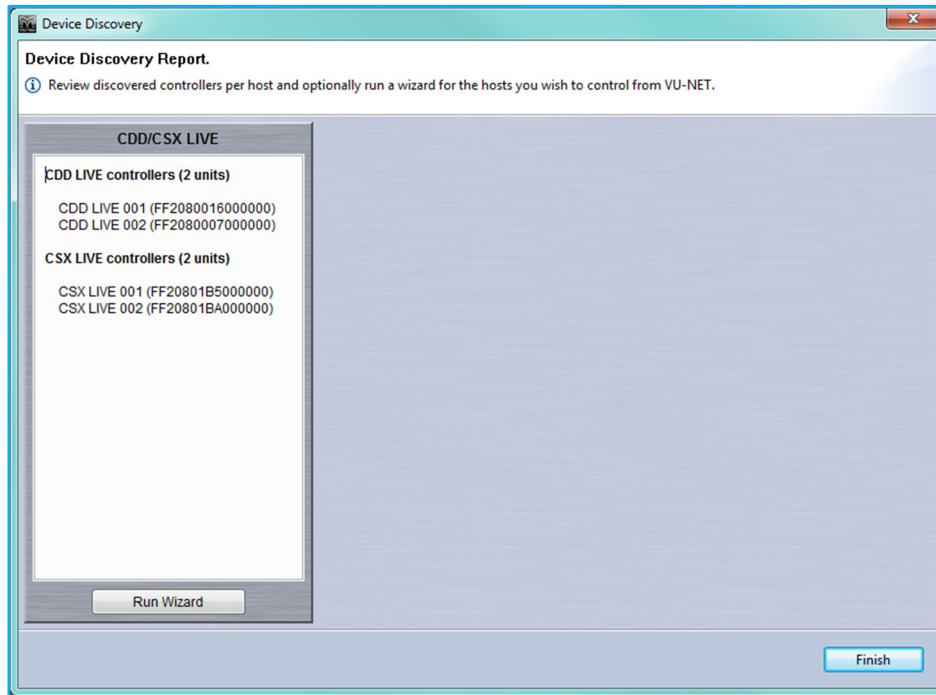 Device Discovery
Device Discovery Report.
Review discovered controllers per host and optionally run a wizard for the hosts you wish to control from VU-NET.
CDD/CSX LIVE
CDD LIVE controllers (2 units)
CDD LIVE 001 (FF2080016000000)
CDD LIVE 002 (FF2080007000000)
CSX LIVE controllers (2 units)
CSX LIVE 001 (FF20801B5000000)
CSX LIVE 002 (FF20801BA000000)
Run Wizard
Finish